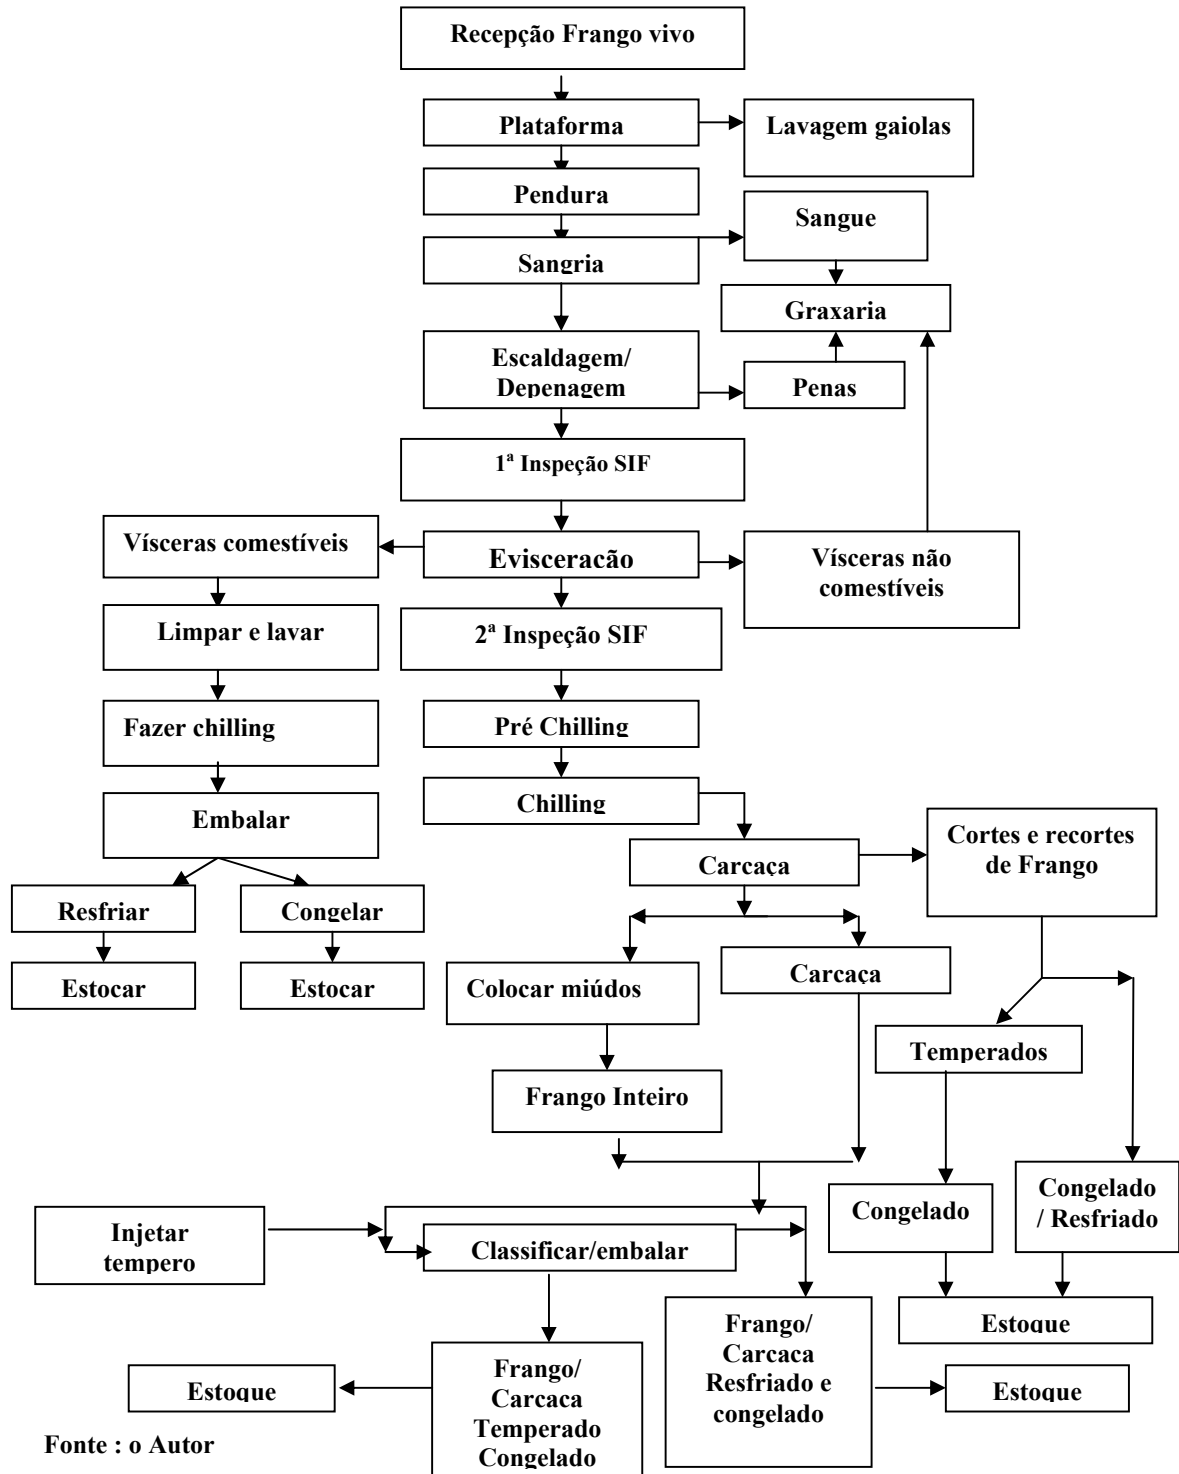 Recepção Frango vivo
Plataforma
Lavagem gaiolas
Pendura
Sangue
Sangria
Graxaria
Escaldagem/
Depenagem
Penas
1ª Inspeção SIF
Vísceras comestíveis
Evisceração
Vísceras não
comestíveis
Limpar e lavar
2ª Inspeção SIF
Fazer chilling
Pré Chilling
Embalar
Chilling
Cortes e recortes
de Frango
Carcaça
Resfriar
Congelar
Carcaça
Estocar
Estocar
Colocar miúdos
Temperados
Frango Inteiro
Congelado
Congelado
/ Resfriado
Injetar
tempero
Classificar/embalar
Estoque
Frango/
Carcaca
Resfriado e
congelado
Frango/
Carcaca
Temperado
Congelado
Estoque
Estoque
Fonte : o Autor